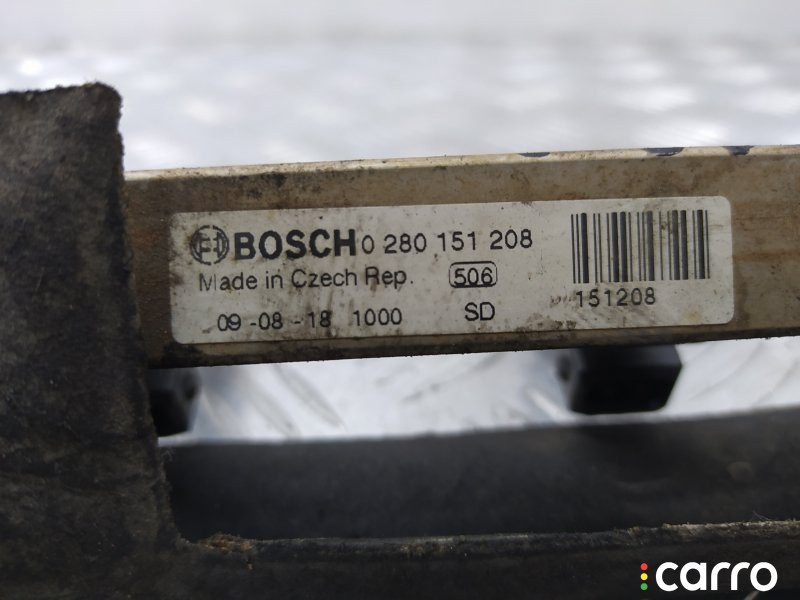 BOSCH 0 280 151 208
Made in Czech Rep. 506
09-08-18 1000 SD
151208
carro